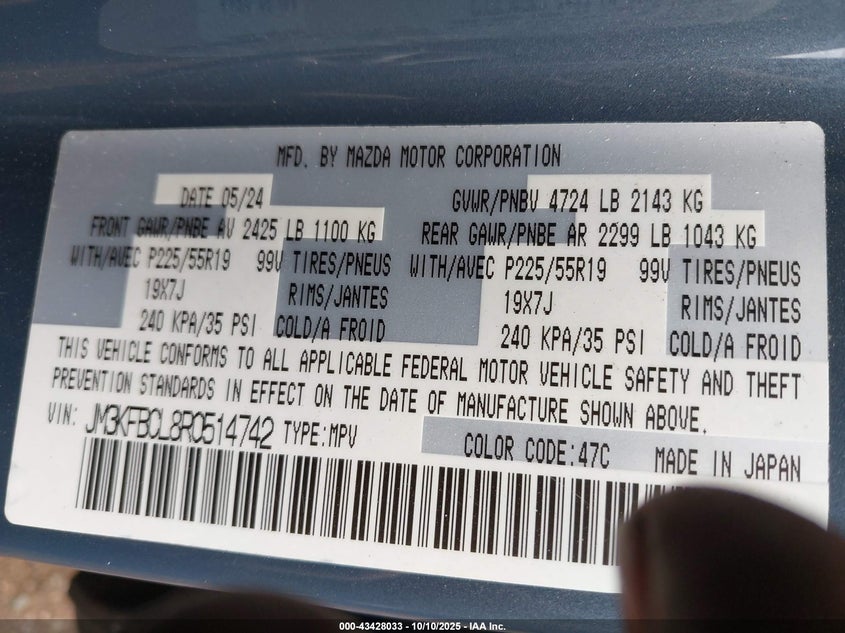 MFD. BY MAZDA MOTOR CORPORATION
DATE 05/24 GVWR/PNBV 4724 LB 2143 KG
FRONT GAWR/PNBE AV 2425 LB 1100 KG REAR GAWR/PNBE AR 2299 LB 1043 KG
WITH/AVEC P225/55R19 99V TIRES/PNEUS WITH/AVEC P225/55R19 99V TIRES/PNEUS
19X7J RIMS/JANTES 19X7J RIMS/JANTES
240 KPA/35 PSI COLD/A FROID 240 KPA/35 PSI COLD/A FROID
THIS VEHICLE CONFORMS TO ALL APPLICABLE FEDERAL MOTOR VEHICLE SAFETY AND THEFT
PREVENTION STANDARDS IN EFFECT ON THE DATE OF MANUFACTURE SHOWN ABOVE.
VIN: JM3KFBCL8R0514742 TYPE:MPV
COLOR CODE:47C MADE IN JAPAN
000-43428033 - 10/10/2025 - IAA Inc.